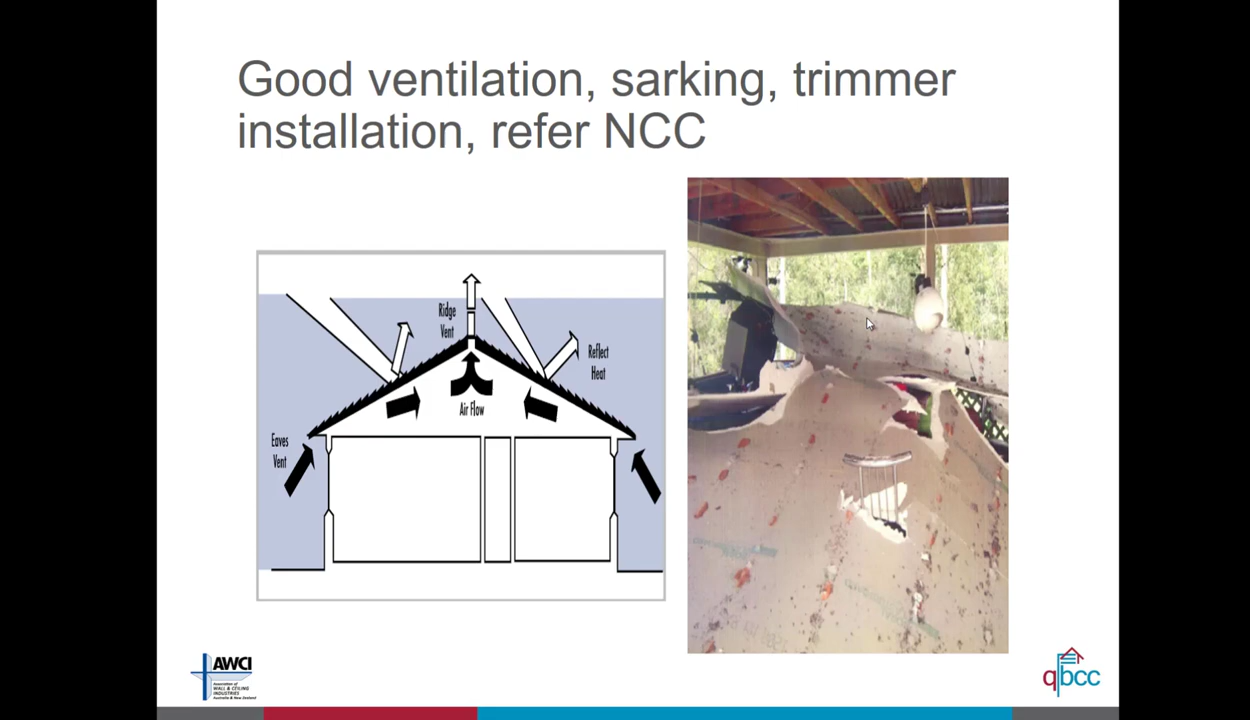 Good ventilation, sarking, trimmer
installation, refer NCC
Ridge
Vent
Reflect
Heat
Air Flow
Eaves
Vent
AWCI
Association of
WALL & CEILING
INDUSTRIES
Australia & New Zealand
qbcc